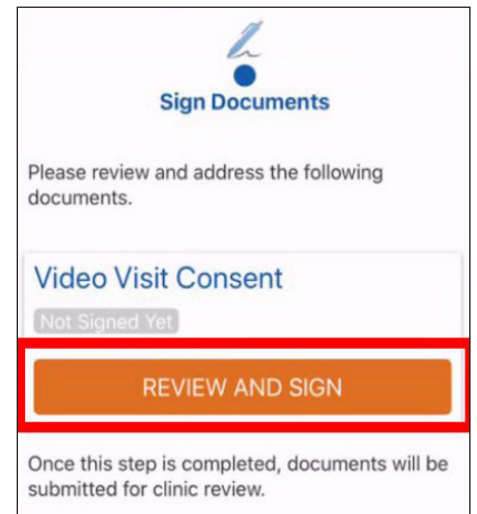 Sign Documents
Please review and address the following
documents.
Video Visit Consent
Not Signed Yet
REVIEW AND SIGN
Once this step is completed, documents will be
submitted for clinic review.